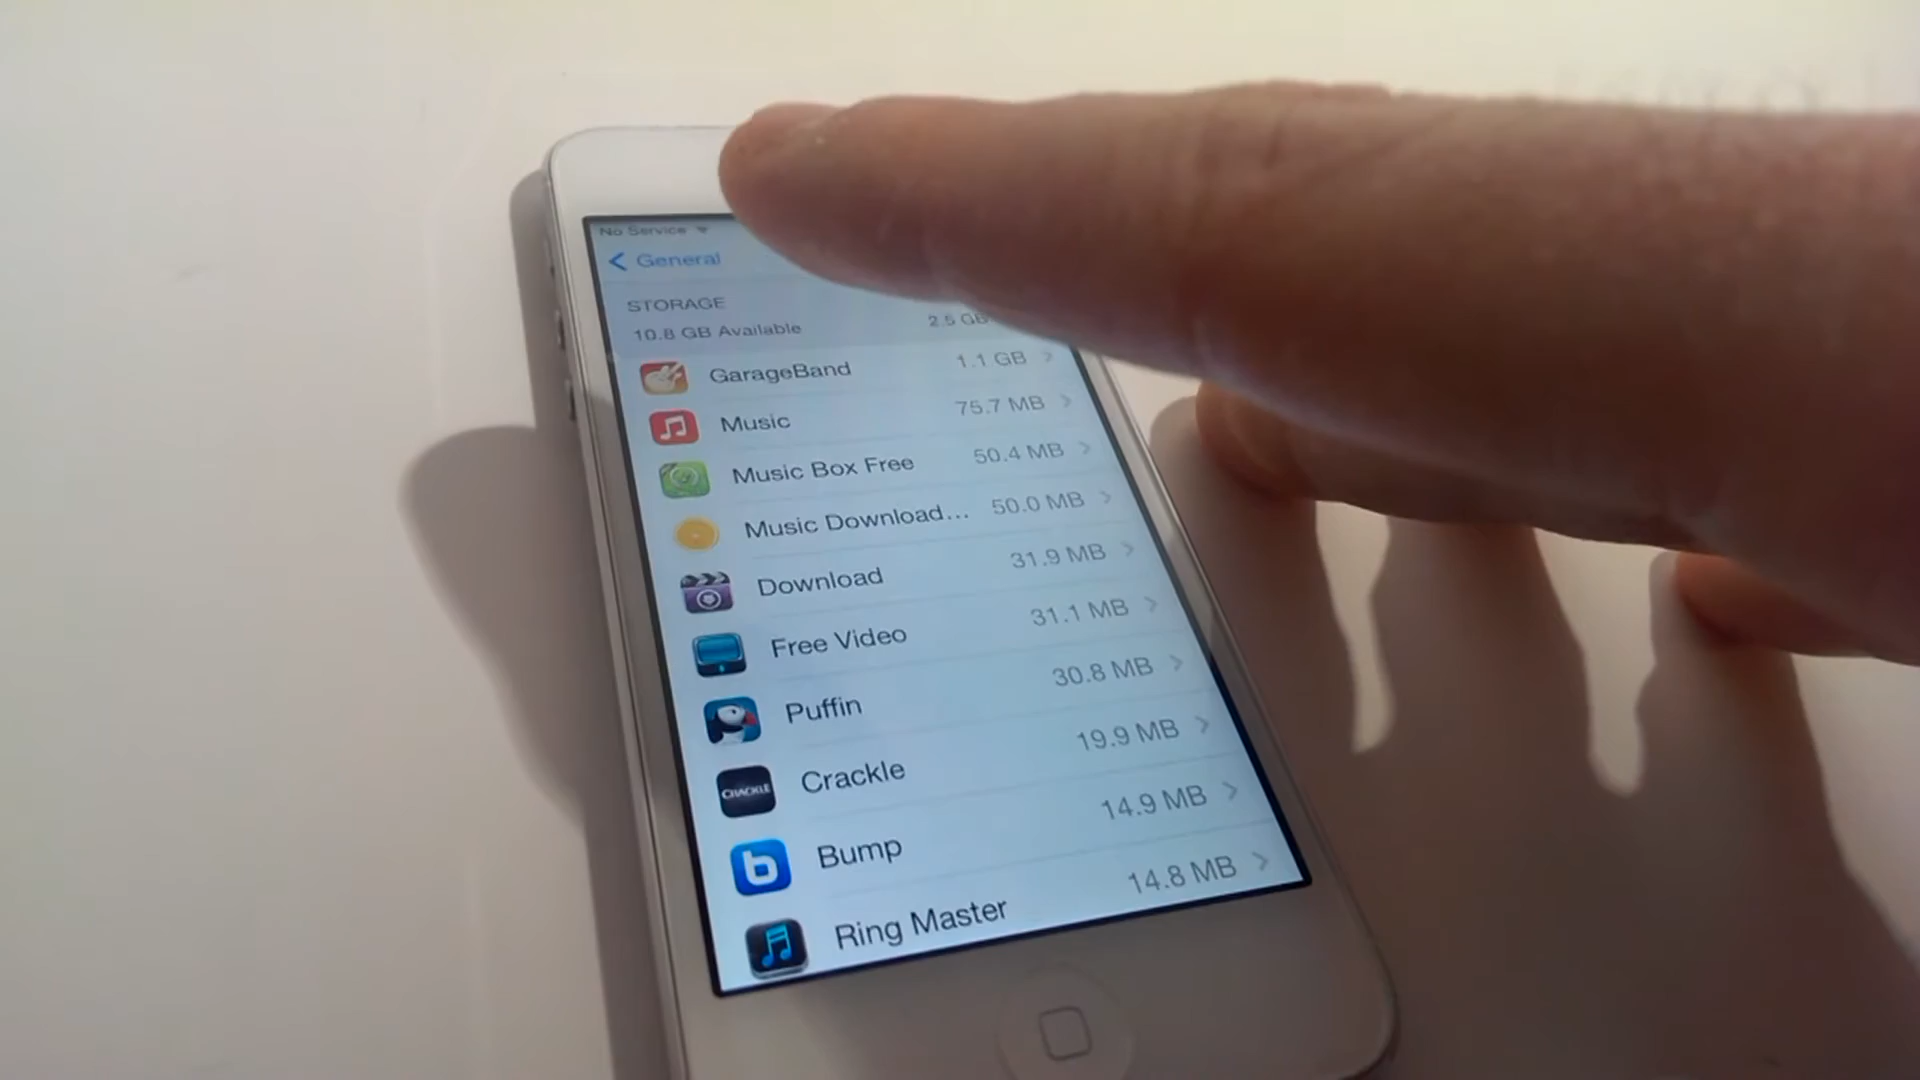 No Service
General
STORAGE
10.8 GB Available 2.5 GB
GarageBand 1.1 GB
Music 75.7 MB
Music Box Free 50.4 MB
Music Download... 50.0 MB
Download 31.9 MB
Free Video 31.1 MB
Puffin 30.8 MB
CRACKLE Crackle 19.9 MB
b Bump 14.9 MB
Ring Master 14.8 MB